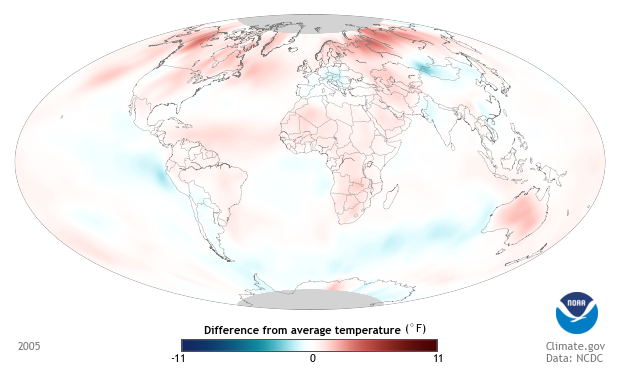 NOAA
Difference from average temperature (°F)
-11 0 11
2005
Climate.gov
Data: NCDC